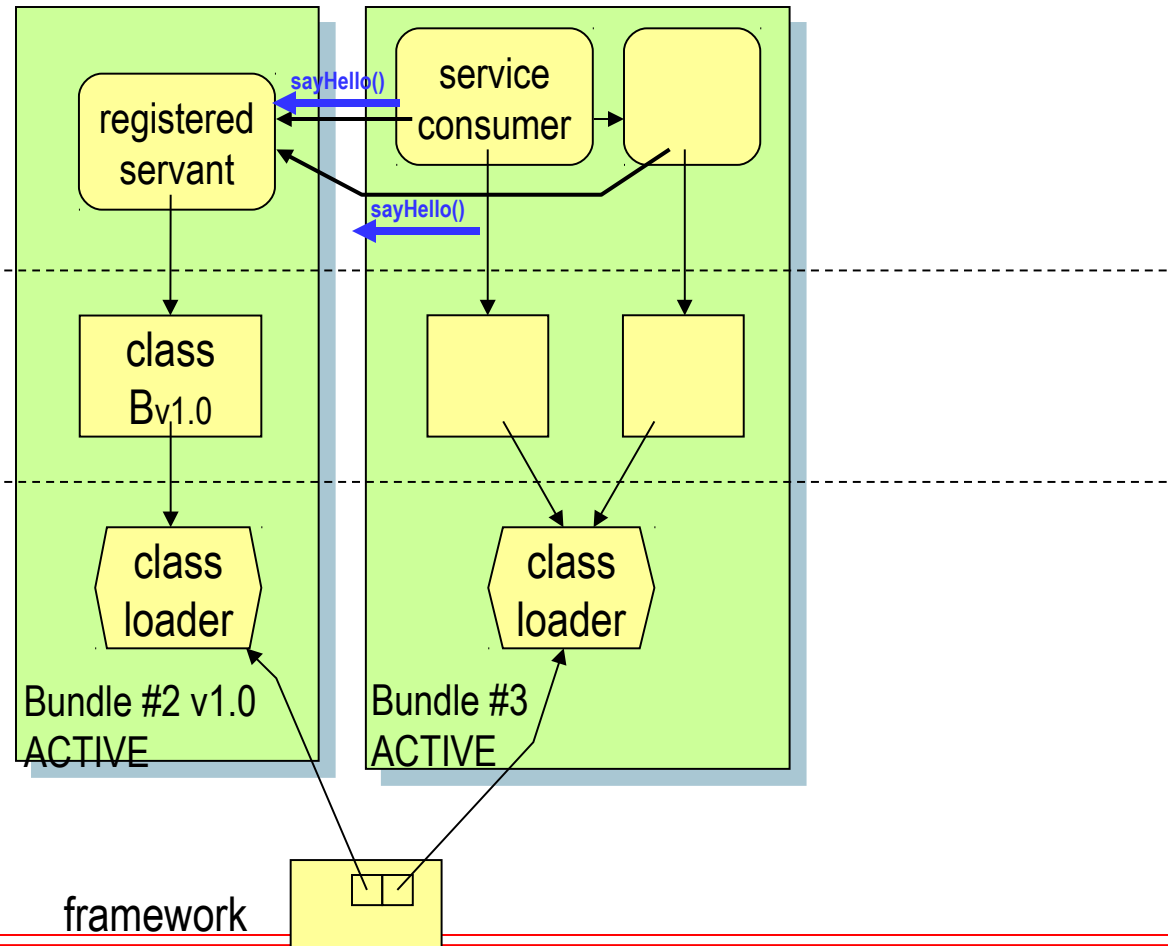 sayHello()
service
consumer
registered
servant
sayHello()
class
Bv1.0
class
loader
class
loader
Bundle #2 v1.0
ACTIVE
Bundle #3
ACTIVE
framework